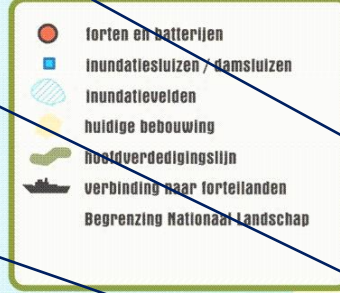 forten en batterijen
inundatiesluizen / damsluizen
inundatievelden
huidige bebouwing
hoofdverdedigingslijn
verbinding naar forteilanden
Begrenzing Nationaal Landschap